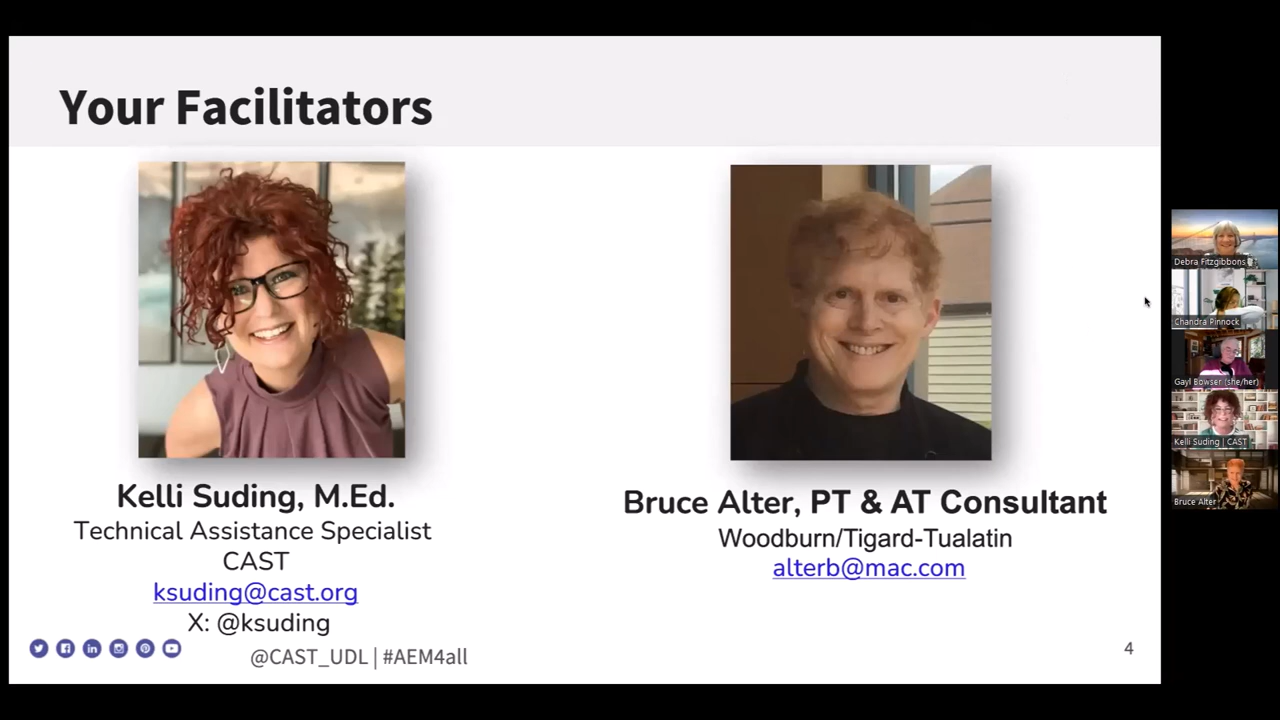 Your Facilitators
Kelli Suding, M.Ed.
Technical Assistance Specialist
CAST
ksuding@cast.org
X: @ksuding
Bruce Alter, PT & AT Consultant
Woodburn/Tigard-Tualatin
alterb@mac.com
@CAST_UDL | #AEM4all
4
Debra Fitzgibbons
Chandra Pinnock
Gayl Bowser (she/her)
Kelli Suding | CAST
Bruce Alter